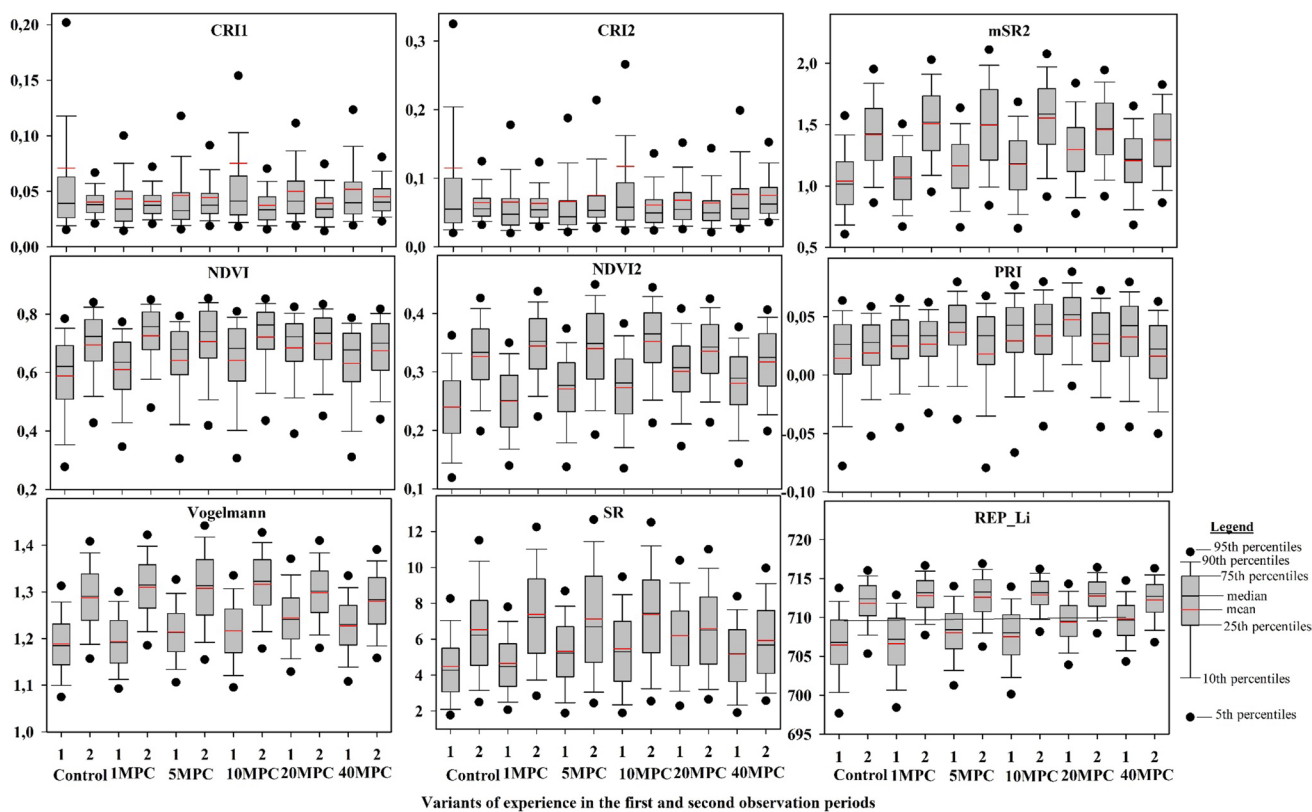 CRI1
0,20
0,15
0,10
0,05
0,00
CRI2
0,3
0,2
0,1
0,0
mSR2
2,0
1,5
1,0
0,5
NDVI
0,8
0,6
0,4
0,2
NDVI2
0,4
0,3
0,2
0,1
PRI
0,05
0,00
-0,05
-0,10
Vogelmann
1,4
1,3
1,2
1,1
1,0
SR
12
10
8
6
4
2
REP_Li
720
715
710
705
700
695
Legend
95th percentiles
90th percentiles
75th percentiles
median
mean
25th percentiles
10th percentiles
5th percentiles
1 2 1 2 1 2 1 2 1 2 1 2
Control 1MPC 5MPC 10MPC 20MPC 40MPC
1 2 1 2 1 2 1 2 1 2 1 2
Control 1MPC 5MPC 10MPC 20MPC 40MPC
1 2 1 2 1 2 1 2 1 2 1 2
Control 1MPC 5MPC 10MPC 20MPC 40MPC
Variants of experience in the first and second observation periods